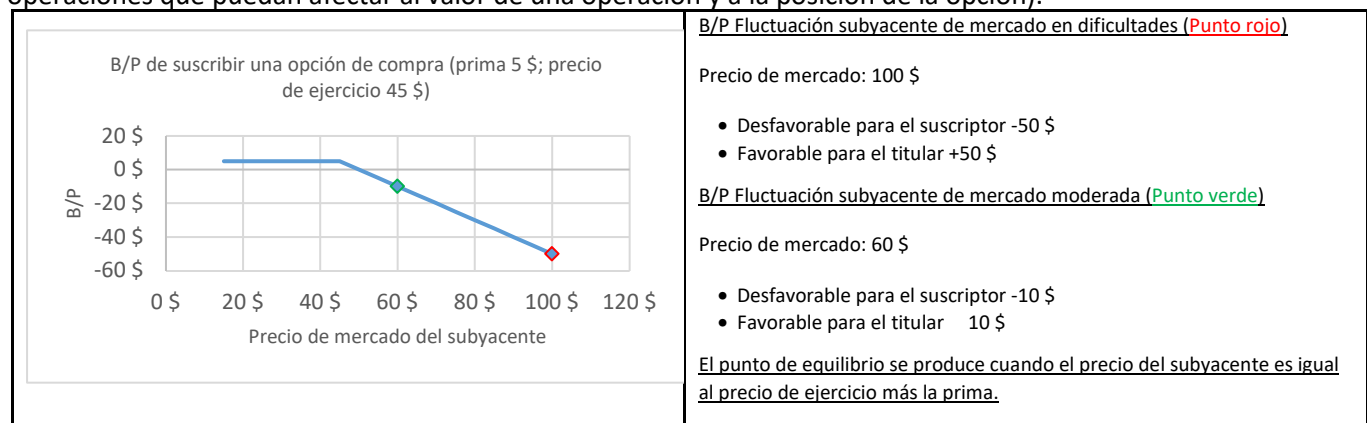 operaciones que puedan afectar al valor de una operación y a la posición de la opción).
B/P de suscribir una opción de compra (prima 5 $; precio
de ejercicio 45 $)
20 $
0 $
-20 $
-40 $
-60 $
B/P
0 $ 20 $ 40 $ 60 $ 80 $ 100 $ 120 $
Precio de mercado del subyacente
B/P Fluctuación subyacente de mercado en dificultades (Punto rojo)
Precio de mercado: 100 $
• Desfavorable para el suscriptor -50 $
• Favorable para el titular +50 $
B/P Fluctuación subyacente de mercado moderada (Punto verde)
Precio de mercado: 60 $
• Desfavorable para el suscriptor -10 $
• Favorable para el titular 10 $
El punto de equilibrio se produce cuando el precio del subyacente es igual
al precio de ejercicio más la prima.